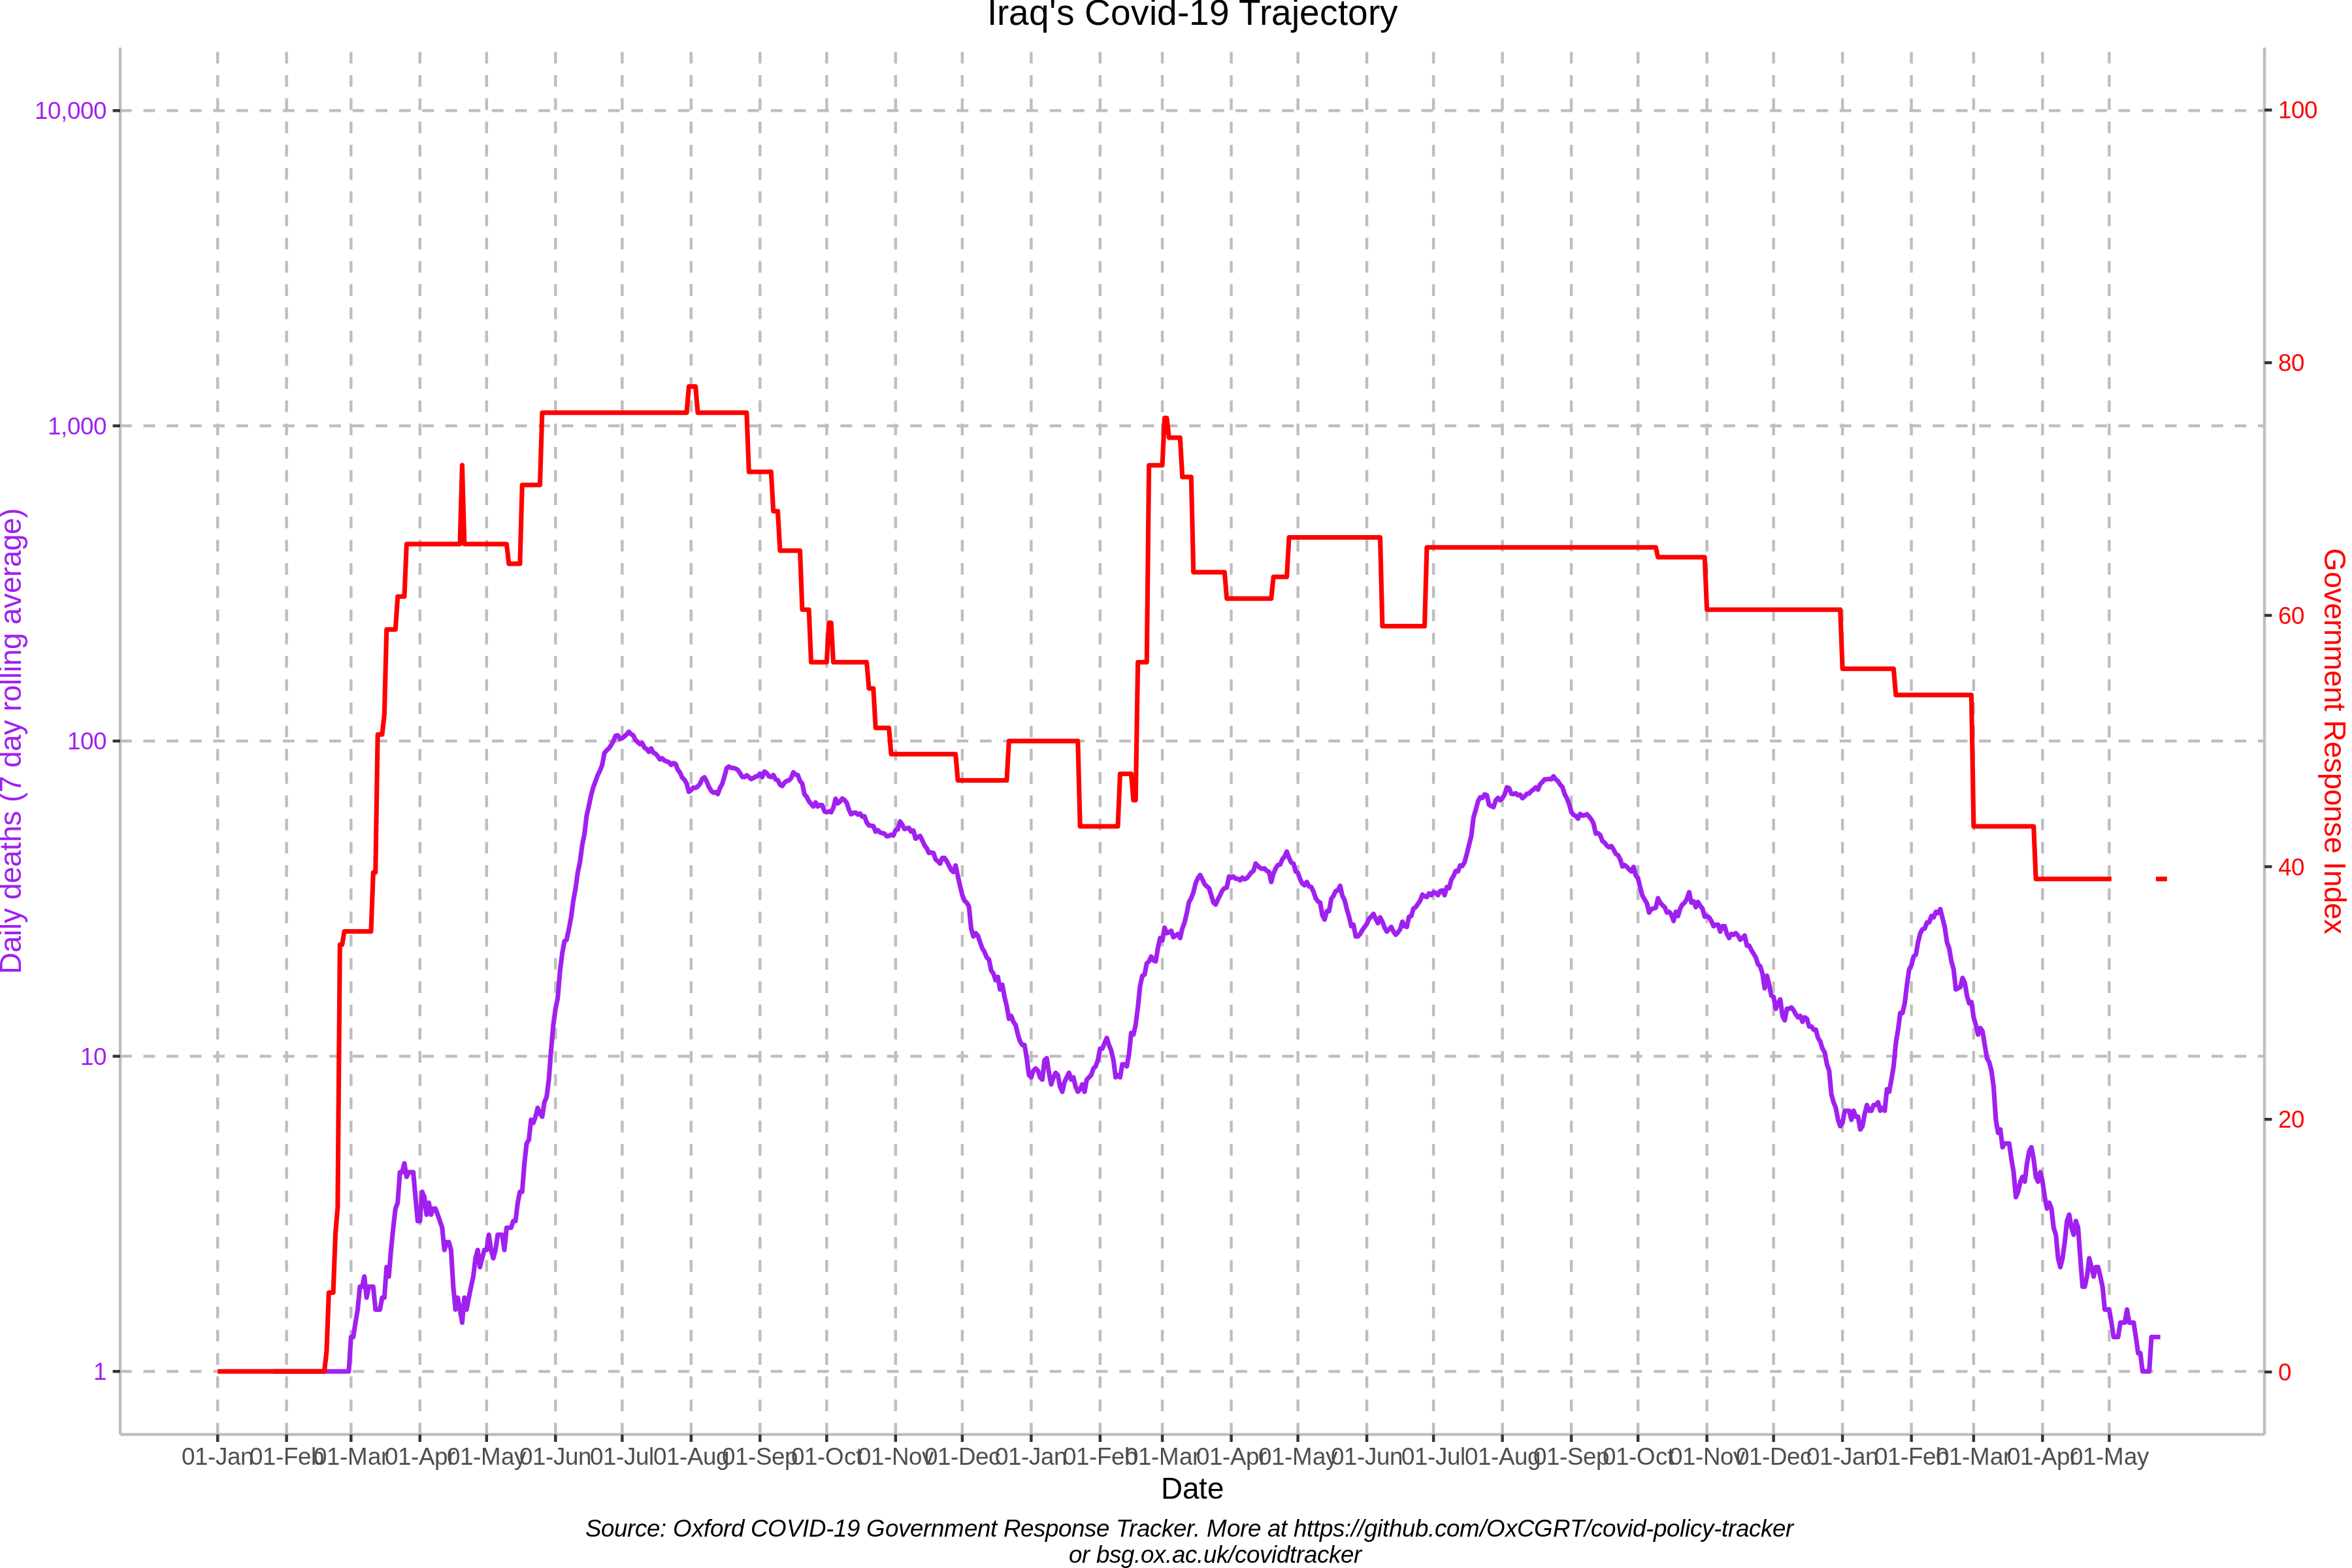 Iraq's Covid-19 Trajectory
10,000
1,000
100
10
1
Daily deaths (7 day rolling average)
100
80
60
40
20
0
Government Response Index
01-Jan 01-Feb 01-Mar 01-Apr 01-May 01-Jun 01-Jul 01-Aug 01-Sep 01-Oct 01-Nov 01-Dec 01-Jan 01-Feb 01-Mar 01-Apr 01-May 01-Jun 01-Jul 01-Aug 01-Sep 01-Oct 01-Nov 01-Dec 01-Jan 01-Feb 01-Mar 01-Apr 01-May
Date
Source: Oxford COVID-19 Government Response Tracker. More at https://github.com/OxCGRT/covid-policy-tracker
or bsg.ox.ac.uk/covidtracker